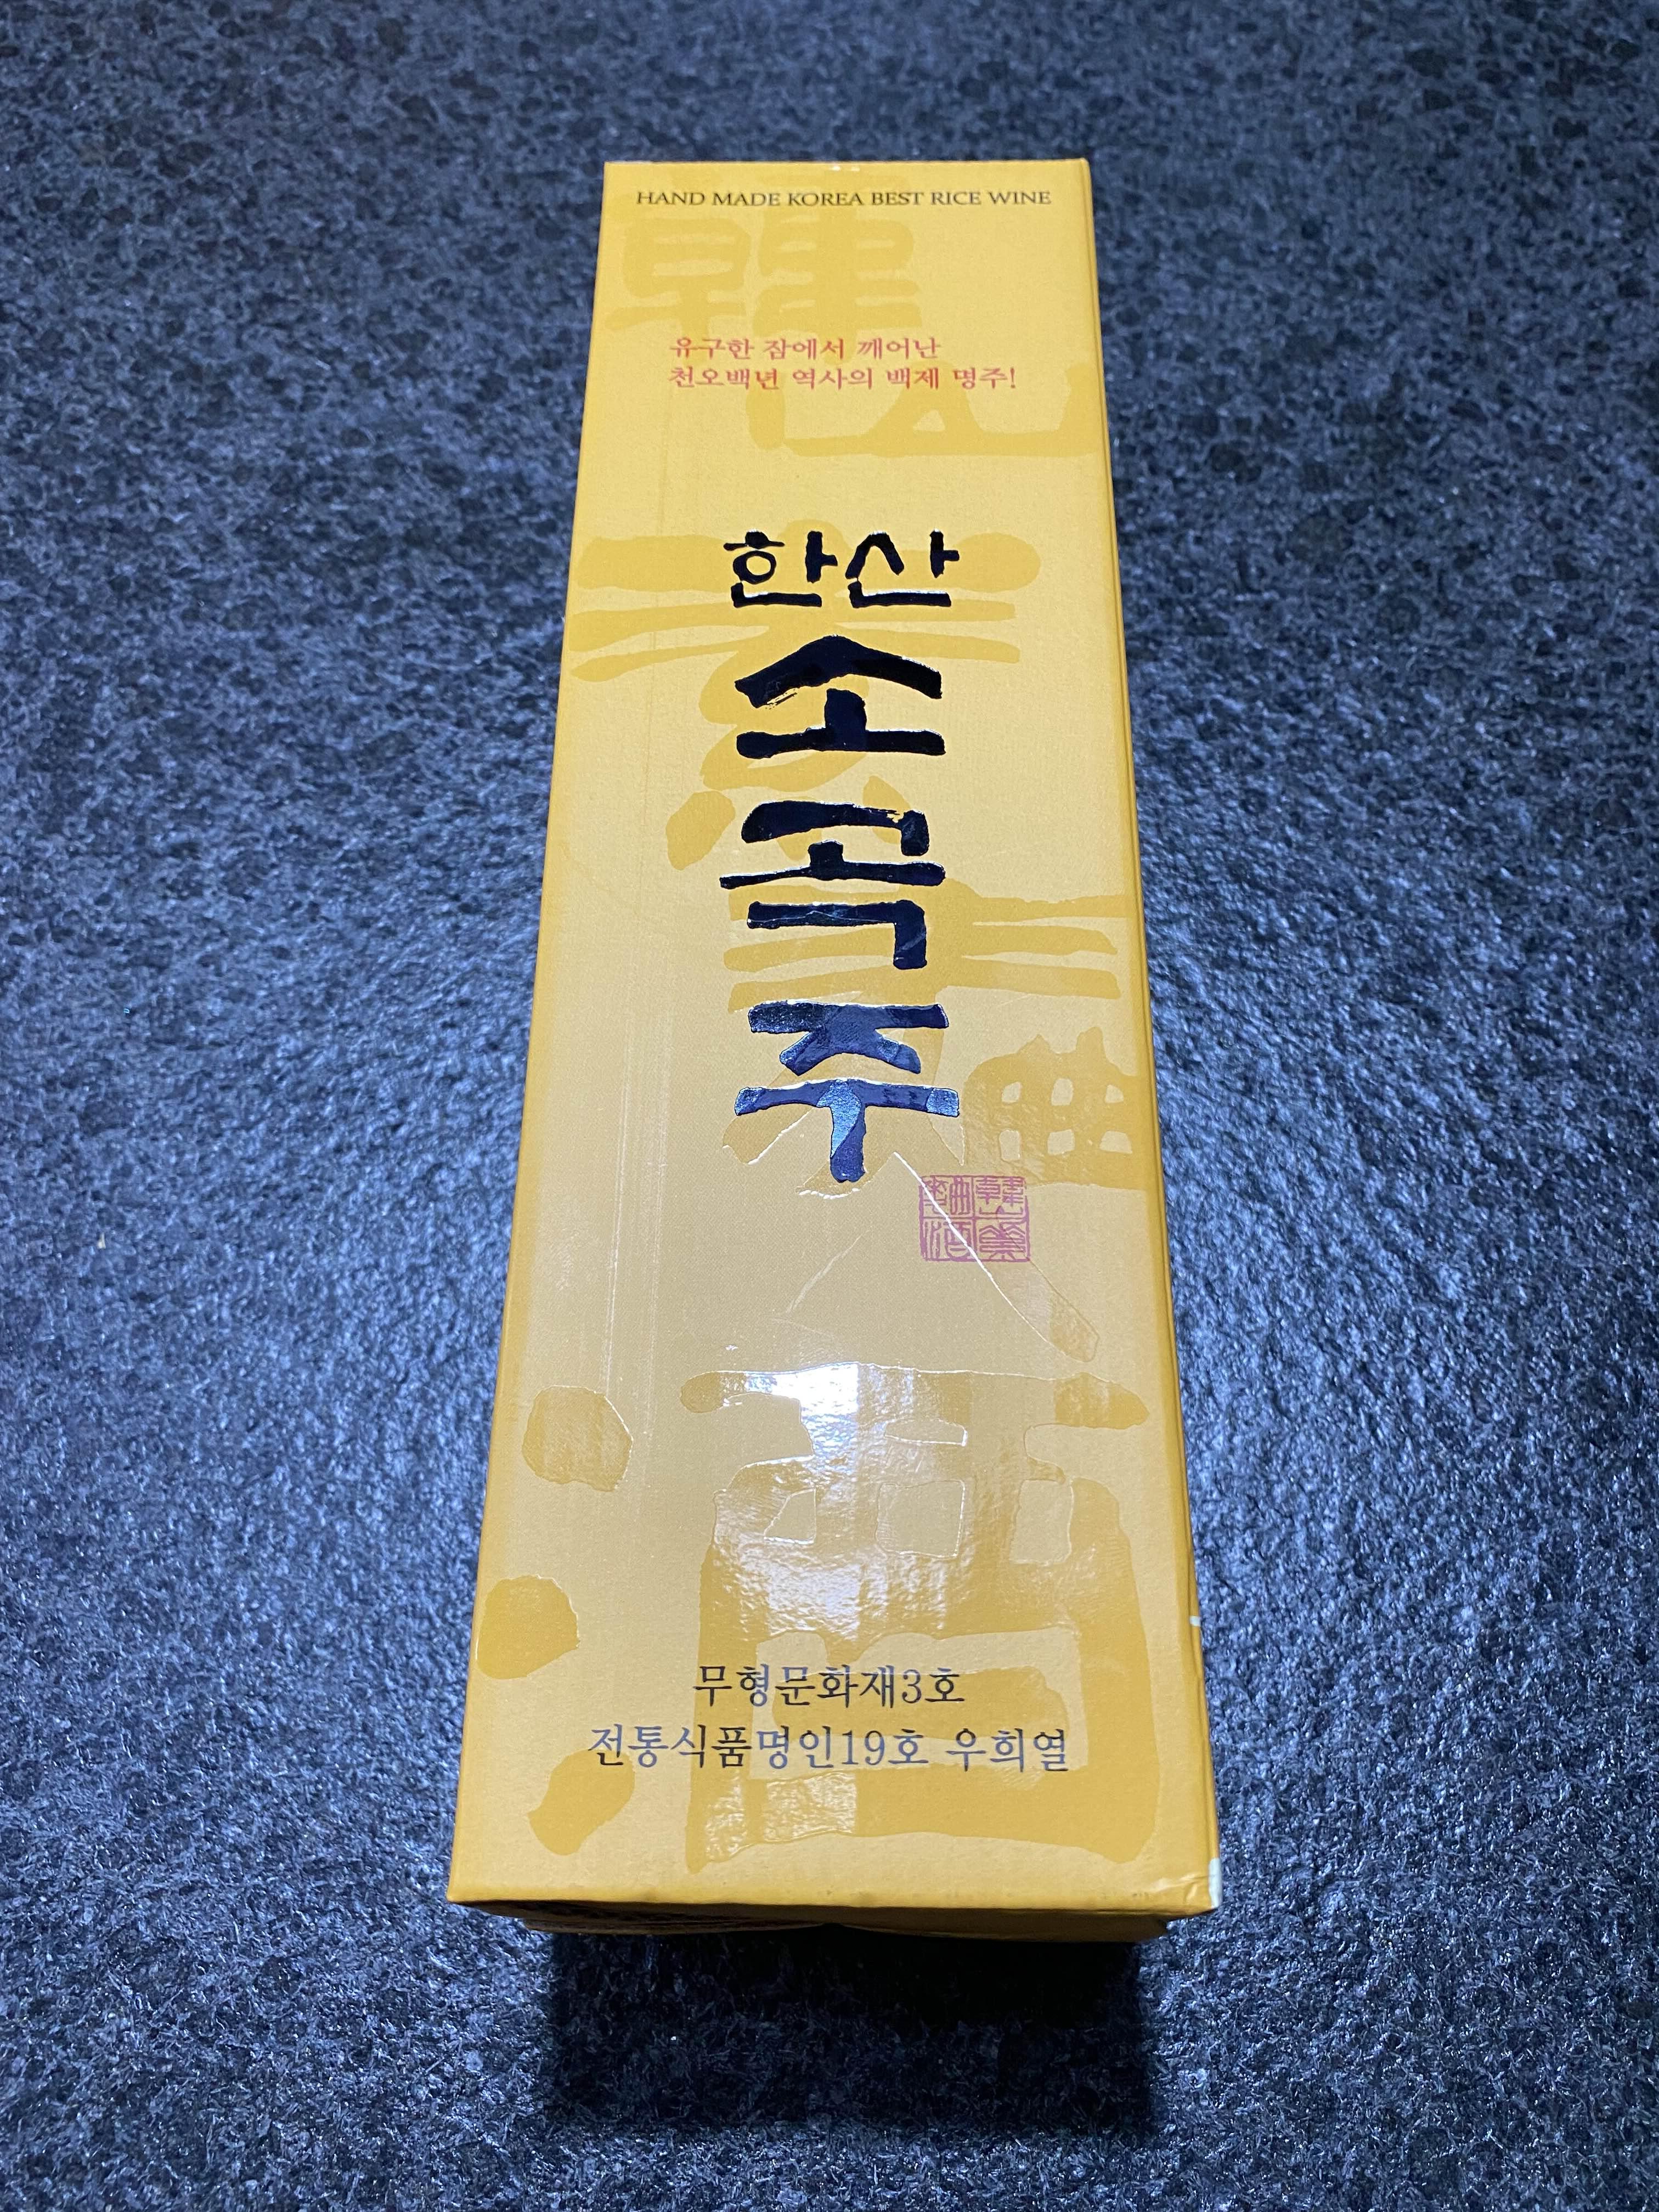 HAND MADE KOREA BEST RICE WINE
유구한 잠에서 깨어난
천오백년 역사의 백제 명주!
한산
소
곡
주
무형문화재3호
전통식품명인19호 우희열